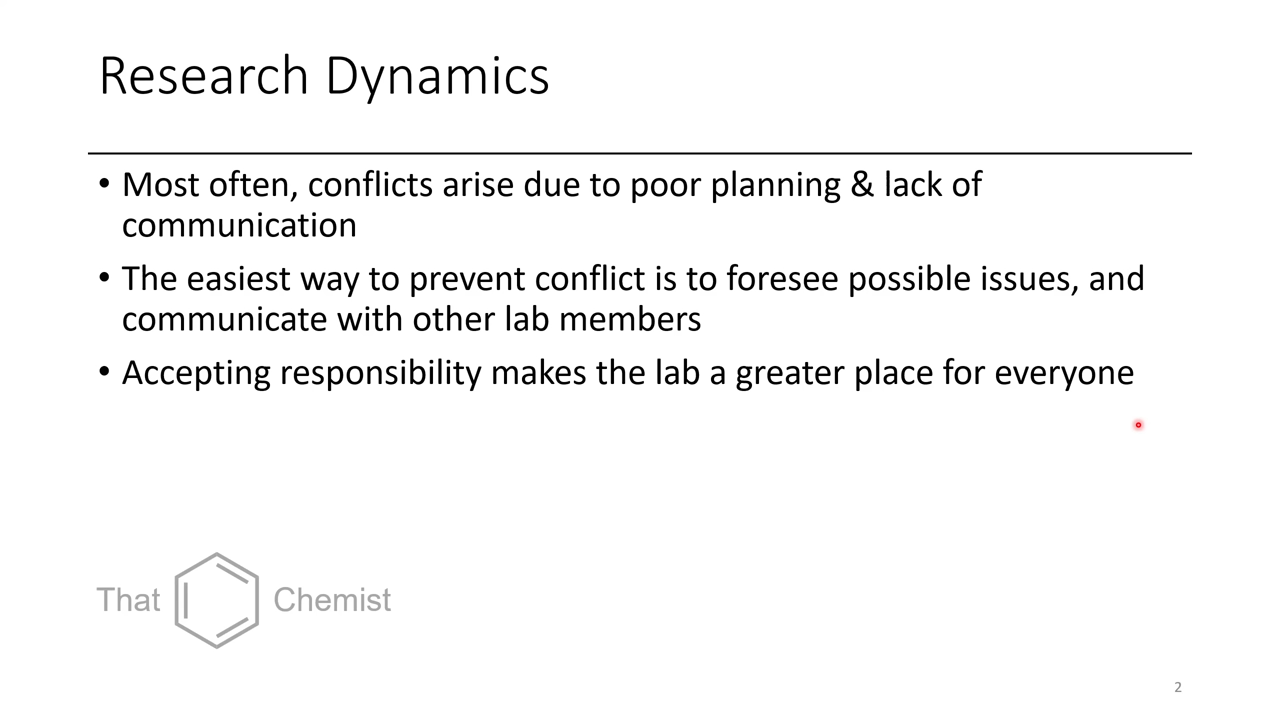 Research Dynamics
• Most often, conflicts arise due to poor planning & lack of
communication
• The easiest way to prevent conflict is to foresee possible issues, and
communicate with other lab members
• Accepting responsibility makes the lab a greater place for everyone
That Chemist
2